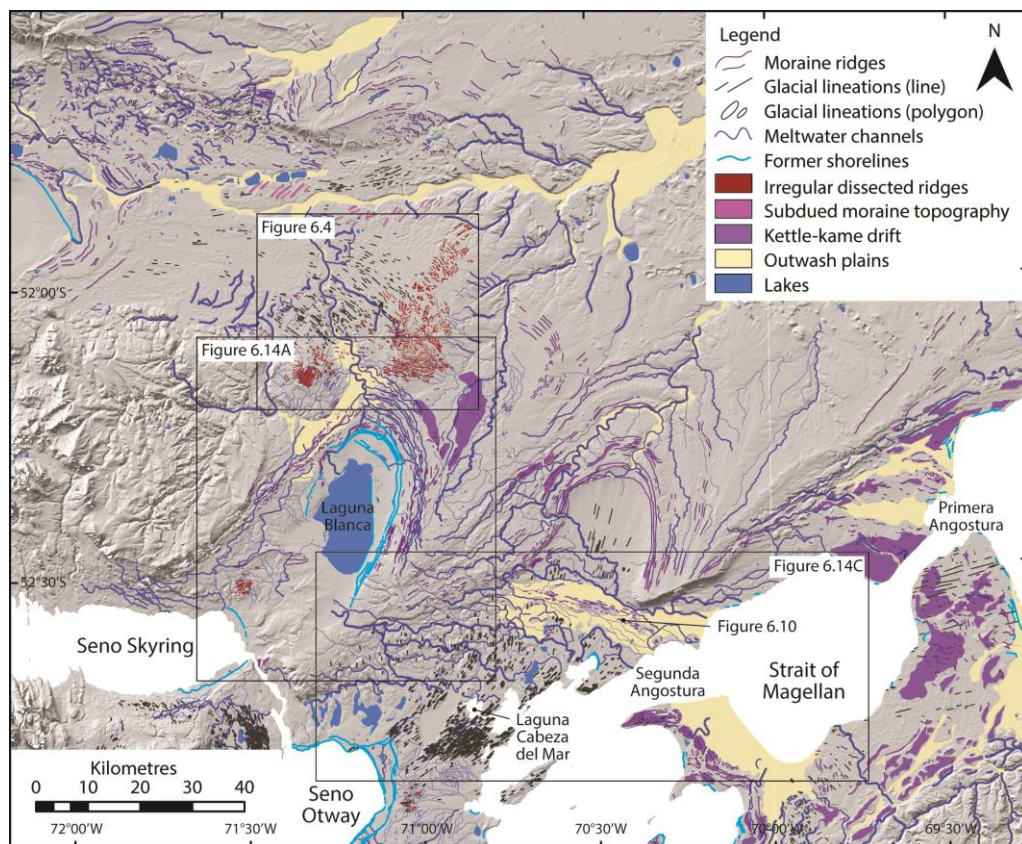 Legend
N
Moraine ridges
Glacial lineations (line)
Glacial lineations (polygon)
Meltwater channels
Former shorelines
Irregular dissected ridges
Subdued moraine topography
Kettle-kame drift
Outwash plains
Lakes
Figure 6.4
52°00'S
Figure 6.14A
Laguna
Blanca
Primera
Angostura
52°30'S
Figure 6.14C
Figure 6.10
Seno Skyring
Segunda
Angostura
Strait of
Magellan
Laguna
Cabeza
del Mar
Kilometres
0 10 20 30 40
Seno
Otway
72°00'W 71°30'W 71°00'W 70°30'W 70°00'W 69°30'W